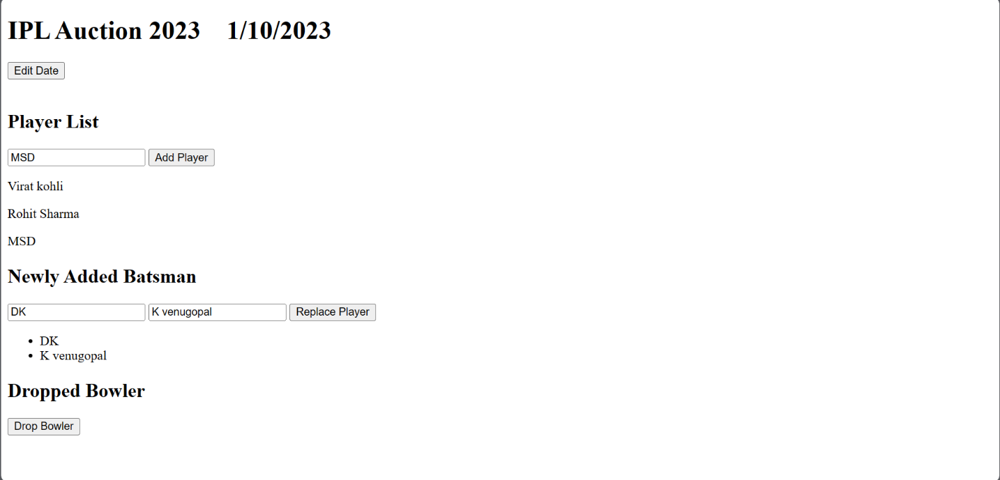 IPL Auction 2023 1/10/2023
Edit Date
Player List
MSD Add Player
Virat kohli
Rohit Sharma
MSD
Newly Added Batsman
DK K venugopal Replace Player
• DK
• K venugopal
Dropped Bowler
Drop Bowler